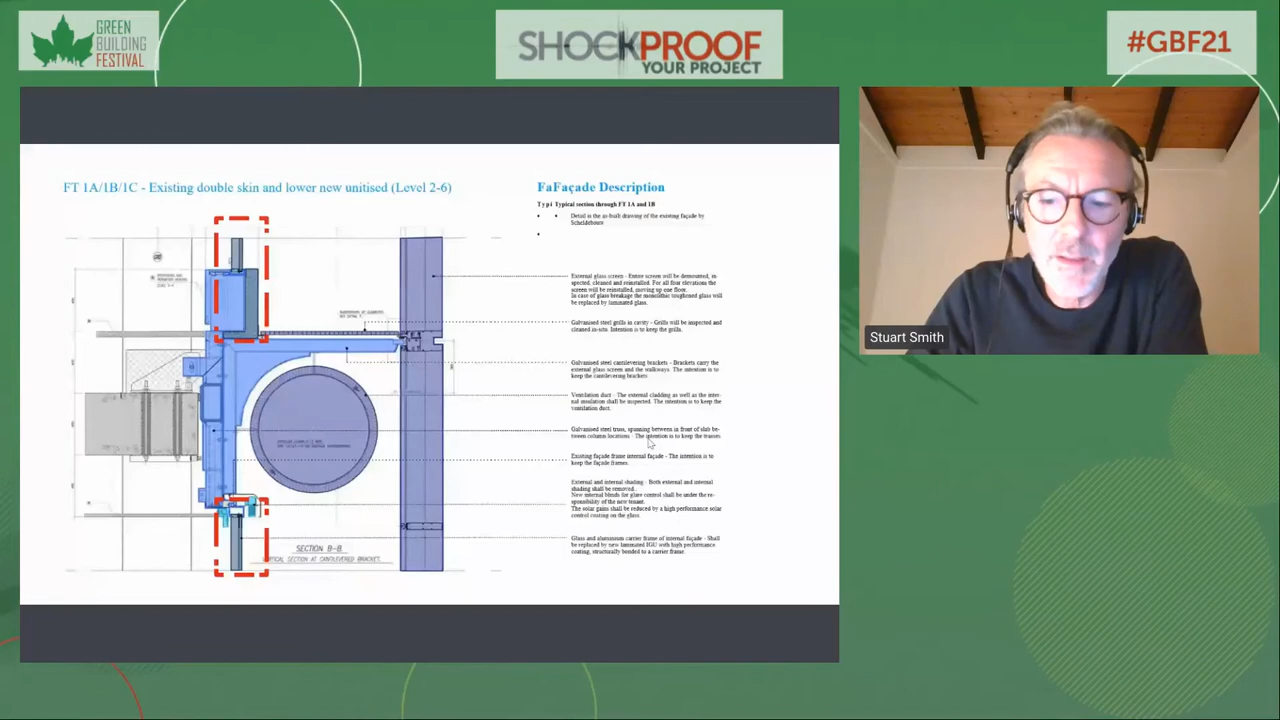 GREEN
BUILDING
FESTIVAL
SHOCKPROOF
YOUR PROJECT
#GBF21
FT 1A/1B/1C - Existing double skin and lower new unitised (Level 2-6)
FaFaçade Description
Typi Typical section through FT 1A and 1B
• • Detail is the as-built drawing of the existing façade by
Scheldebouw
•
External glass screen - Entire screen will be demounted, in-
spected, cleaned and reinstalled. For all four elevations the
screen will be reinstalled, moving up one floor.
In case of glass breakage the monolithic toughened glass will
be replaced by laminated glass.
Galvanised steel grills in cavity - Grills will be inspected and
cleaned in-situ. Intention is to keep the grills.
Galvanised steel cantilevering brackets - Brackets carry the
external glass screen and the walkways. The intention is to
keep the cantilevering brackets
Ventilation duct - The external cladding as well as the inter-
nal insulation shall be inspected. The intention is to keep the
ventilation duct.
Galvanised steel truss, spanning between in front of slab be-
tween column locations - The intention is to keep the trusses
Existing façade frame internal façade - The intention is to
keep the façade frames.
External and internal shading - Both external and internal
shading shall be removed.
New internal blinds for glare control shall be under the re-
sponsibility of the new tenant.
The solar gains shall be reduced by a high performance solar
control coating on the glass.
Glass and aluminium carrier frame of internal façade - Shall
be replaced by new laminated IGU with high performance
coating, structurally bonded to a carrier frame.
SECTION B-B
VERTICAL SECTION AT CANTILEVERED BRACKET.
Stuart Smith